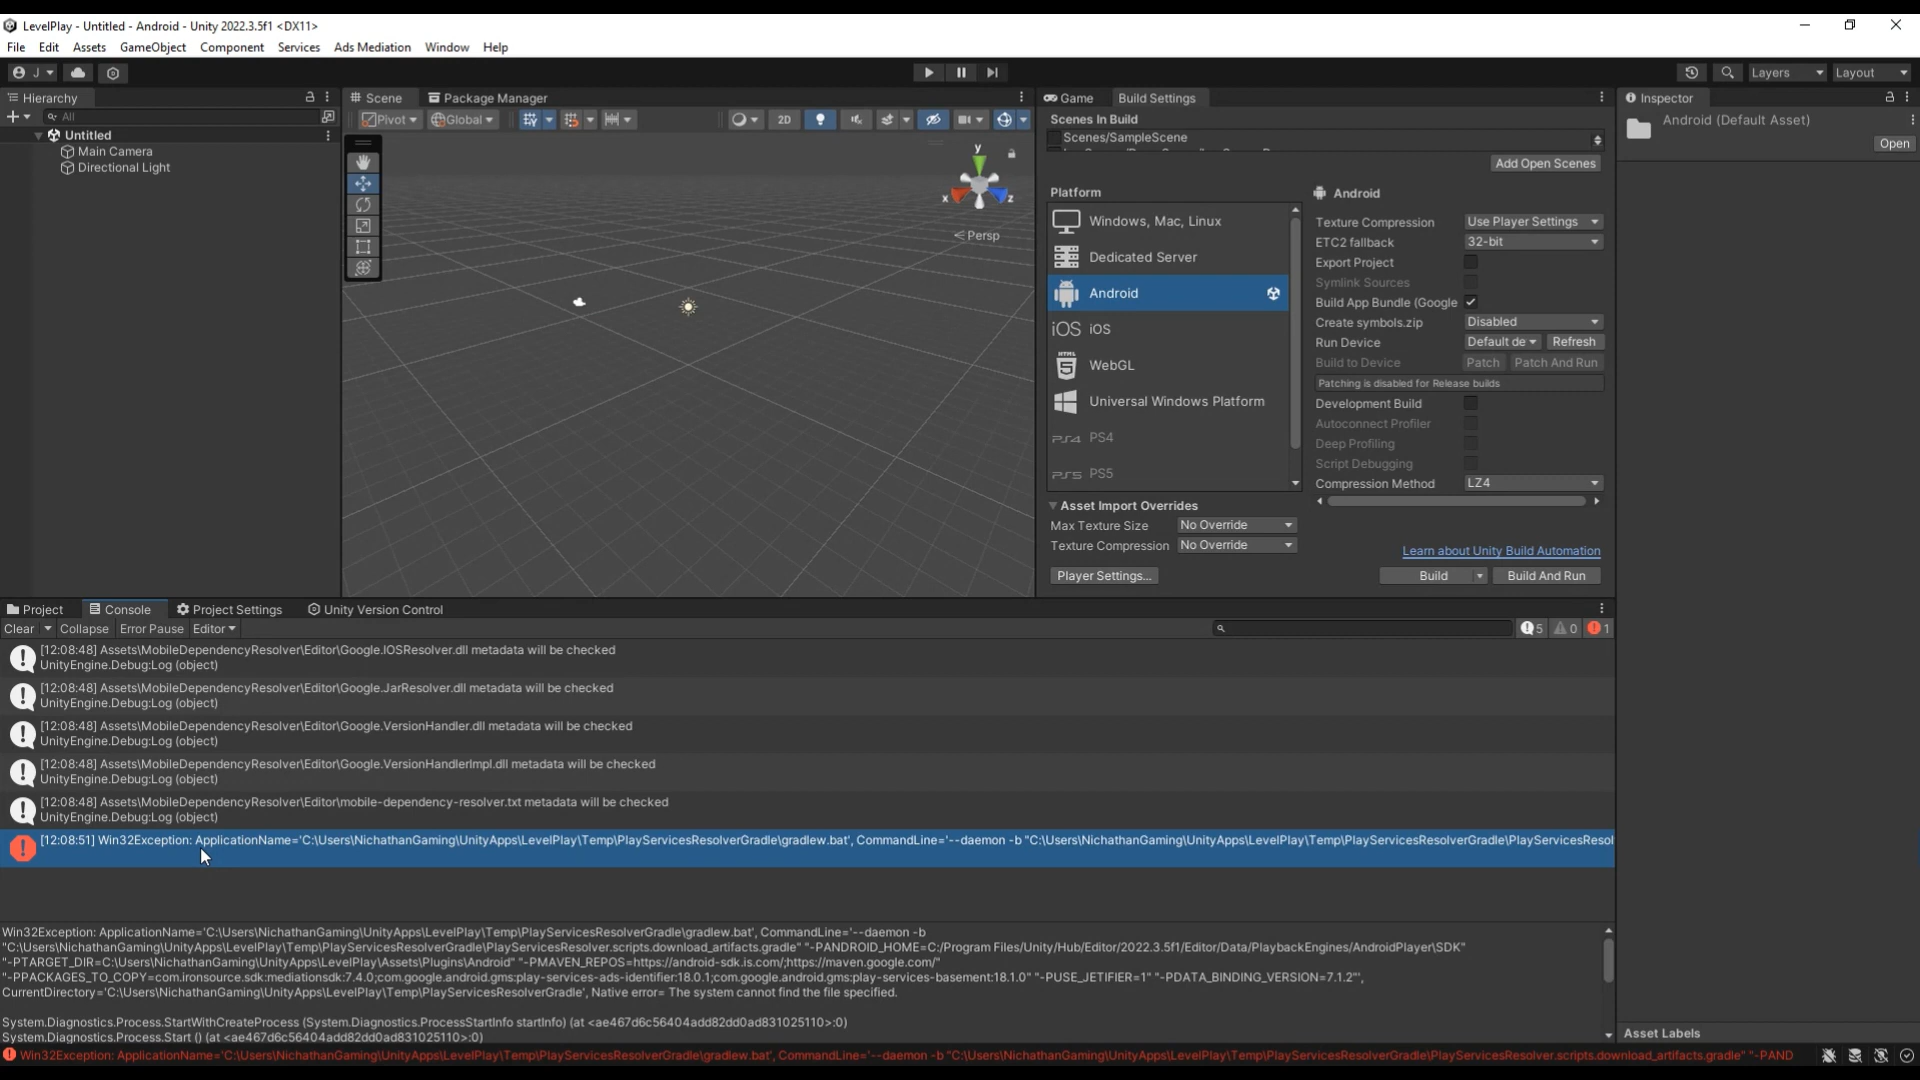 LevelPlay - Untitled - Android - Unity 2022.3.5f1 <DX11>
File Edit Assets GameObject Component Services Ads Mediation Window Help
J
Layers Layout
Hierarchy
All
Untitled
Main Camera
Directional Light
Scene Package Manager
Pivot Global 2D
y
x z
Persp
Game Build Settings
Scenes In Build
Scenes/SampleScene
Add Open Scenes
Platform
Windows, Mac, Linux
Dedicated Server
Android
iOS iOS
HTML 5 WebGL
Universal Windows Platform
PS4 PS4
PS5 PS5
Android
Texture Compression Use Player Settings
ETC2 fallback 32-bit
Export Project
Symlink Sources
Build App Bundle (Google
Create symbols.zip Disabled
Run Device Default de Refresh
Build to Device Patch Patch And Run
Patching is disabled for Release builds
Development Build
Autoconnect Profiler
Deep Profiling
Script Debugging
Compression Method LZ4
Asset Import Overrides
Max Texture Size No Override
Texture Compression No Override
Learn about Unity Build Automation
Player Settings... Build Build And Run
Inspector
Android (Default Asset)
Open
Project Console Project Settings Unity Version Control
Clear Collapse Error Pause Editor 5 0 1
[12:08:48] Assets\MobileDependencyResolver\Editor\Google.IOSResolver.dll metadata will be checked
UnityEngine.Debug:Log (object)
[12:08:48] Assets\MobileDependencyResolver\Editor\Google.JarResolver.dll metadata will be checked
UnityEngine.Debug:Log (object)
[12:08:48] Assets\MobileDependencyResolver\Editor\Google.VersionHandler.dll metadata will be checked
UnityEngine.Debug:Log (object)
[12:08:48] Assets\MobileDependencyResolver\Editor\Google.VersionHandlerImpl.dll metadata will be checked
UnityEngine.Debug:Log (object)
[12:08:48] Assets\MobileDependencyResolver\Editor\mobile-dependency-resolver.txt metadata will be checked
UnityEngine.Debug:Log (object)
[12:08:51] Win32Exception: ApplicationName='C:\Users\NichathanGaming\UnityApps\LevelPlay\Temp\PlayServicesResolverGradle\gradlew.bat', CommandLine='--daemon -b "C:\Users\NichathanGaming\UnityApps\LevelPlay\Temp\PlayServicesResolverGradle\PlayServicesResol
Win32Exception: ApplicationName='C:\Users\NichathanGaming\UnityApps\LevelPlay\Temp\PlayServicesResolverGradle\gradlew.bat', CommandLine='--daemon -b
"C:\Users\NichathanGaming\UnityApps\LevelPlay\Temp\PlayServicesResolverGradle\PlayServicesResolver.scripts.download_artifacts.gradle" "-PANDROID_HOME=C:/Program Files/Unity/Hub/Editor/2022.3.5f1/Editor/Data/PlaybackEngines/AndroidPlayer\SDK"
"-PTARGET_DIR=C:\Users\NichathanGaming\UnityApps\LevelPlay\Assets\Plugins\Android" "-PMAVEN_REPOS=https://android-sdk.is.com/;https://maven.google.com/"
"-PPACKAGES_TO_COPY=com.ironsource.sdk:mediationsdk:7.4.0;com.google.android.gms:play-services-ads-identifier:18.0.1;com.google.android.gms:play-services-basement:18.1.0" "-PUSE_JETIFIER=1" "-PDATA_BINDING_VERSION=7.1.2"',
CurrentDirectory='C:\Users\NichathanGaming\UnityApps\LevelPlay\Temp\PlayServicesResolverGradle', Native error= The system cannot find the file specified.
System.Diagnostics.Process.StartWithCreateProcess (System.Diagnostics.ProcessStartInfo startInfo) (at <ae467d6c56404add82dd0ad831025110>:0)
System.Diagnostics.Process.Start () (at <ae467d6c56404add82dd0ad831025110>:0)
Asset Labels
Win32Exception: ApplicationName='C:\Users\NichathanGaming\UnityApps\LevelPlay\Temp\PlayServicesResolverGradle\gradlew.bat', CommandLine='--daemon -b "C:\Users\NichathanGaming\UnityApps\LevelPlay\Temp\PlayServicesResolverGradle\PlayServicesResolver.scripts.download_artifacts.gradle" "-PAND